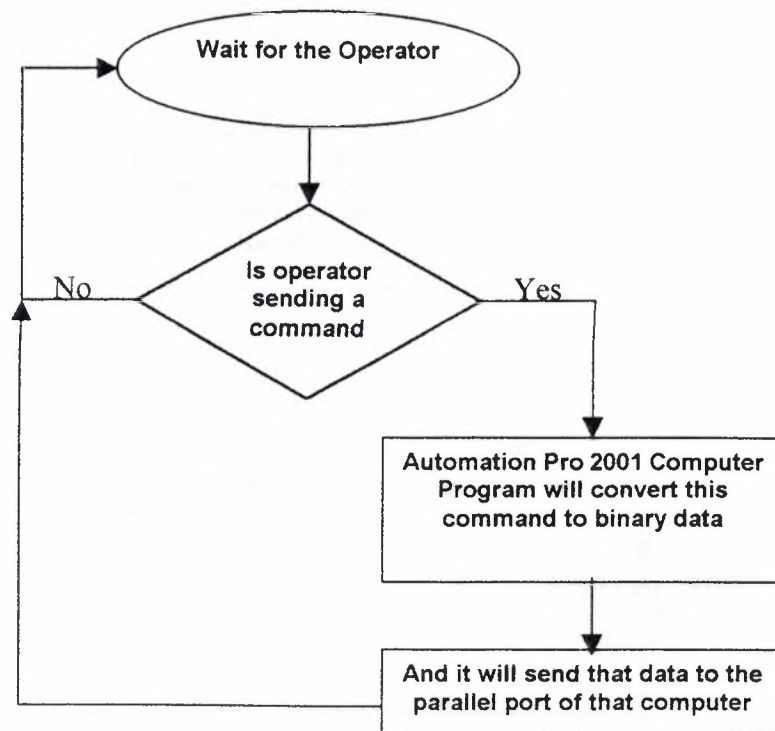 Wait for the Operator
Is operator
sending a
command
No
Yes
Automation Pro 2001 Computer
Program will convert this
command to binary data
And it will send that data to the
parallel port of that computer